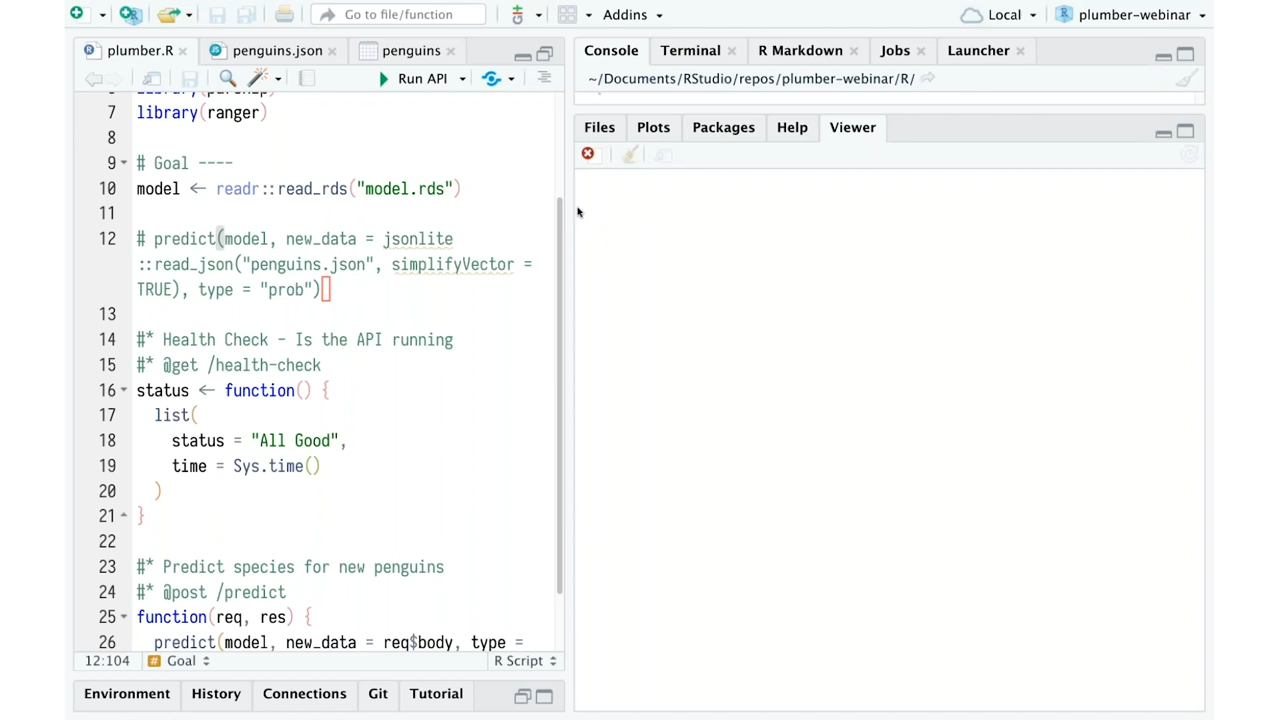 Go to file/function
Addins
Local
plumber-webinar
plumber.R
penguins.json
penguins
Run API
7 library(ranger)
8
9 # Goal ----
10 model ← readr::read_rds("model.rds")
11
12 # predict(model, new_data = jsonlite
::read_json("penguins.json", simplifyVector =
TRUE), type = "prob")
13
14 #* Health Check - Is the API running
15 #* @get /health-check
16 status ← function() {
17 list(
18 status = "All Good",
19 time = Sys.time()
20 )
21 }
22
23 #* Predict species for new penguins
24 #* @post /predict
25 function(req, res) {
26 predict(model, new_data = req$body, type =
12:104 # Goal R Script
Environment History Connections Git Tutorial
Console Terminal R Markdown Jobs Launcher
~/Documents/RStudio/repos/plumber-webinar/R/
Files Plots Packages Help Viewer